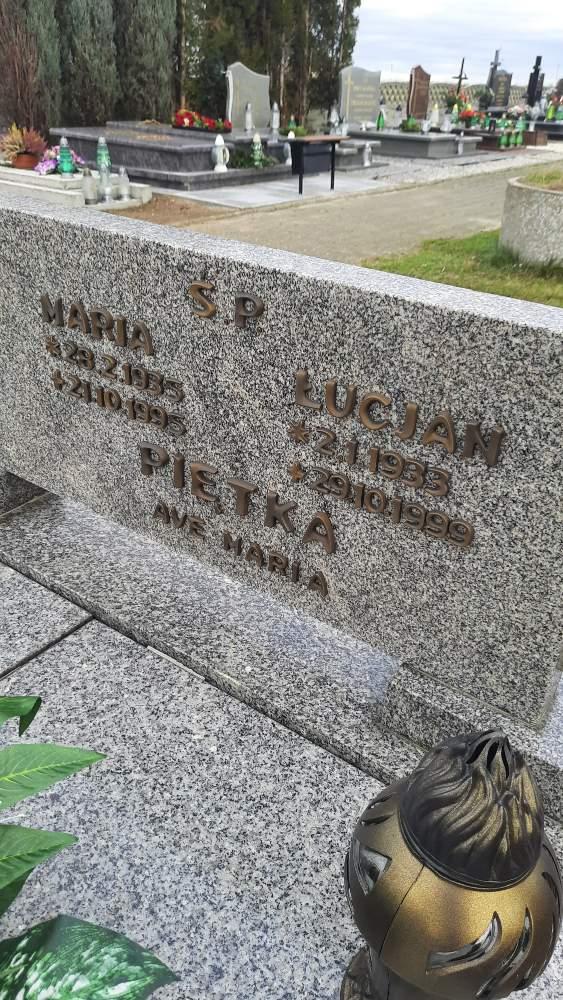 Ś.P
MARIA
*23.2.1935
+21.10.1995
ŁUCJAN
*2.1.1933
+29.10.1999
PIĘTKA
AVE MARIA